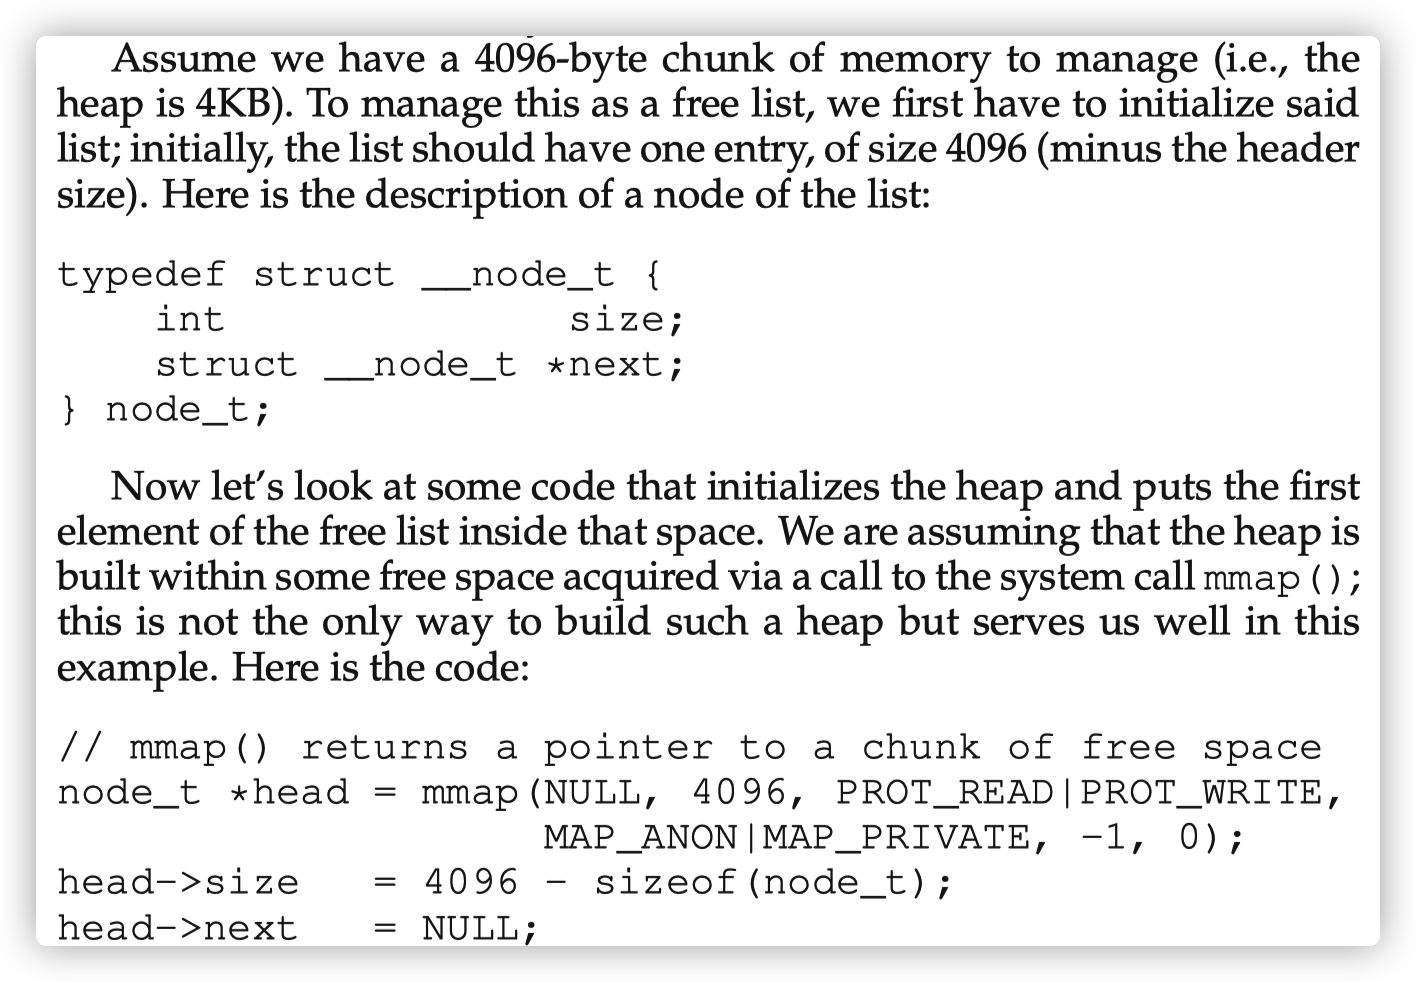 Assume we have a 4096-byte chunk of memory to manage (i.e., the
heap is 4KB). To manage this as a free list, we first have to initialize said
list; initially, the list should have one entry, of size 4096 (minus the header
size). Here is the description of a node of the list:
typedef struct __node_t {
    int              size;
    struct __node_t *next;
} node_t;
Now let's look at some code that initializes the heap and puts the first
element of the free list inside that space. We are assuming that the heap is
built within some free space acquired via a call to the system call mmap();
this is not the only way to build such a heap but serves us well in this
example. Here is the code:
// mmap() returns a pointer to a chunk of free space
node_t *head = mmap(NULL, 4096, PROT_READ|PROT_WRITE,
                    MAP_ANON|MAP_PRIVATE, -1, 0);
head->size   = 4096 - sizeof(node_t);
head->next   = NULL;